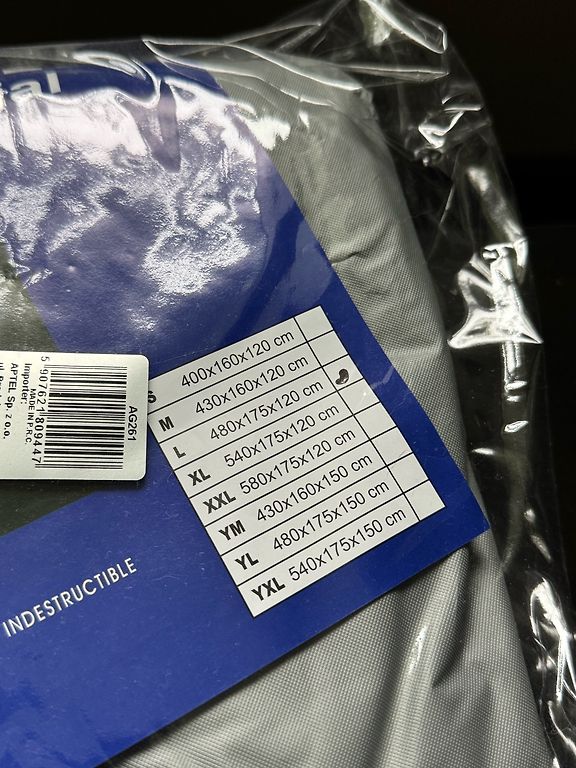 S 400x160x120 cm
M 430x160x120 cm
L 480x175x120 cm
XL 540x175x120 cm
XXL 580x175x120 cm
YM 430x160x150 cm
YL 480x175x150 cm
YXL 540x175x150 cm
AG261
5 907621 809447
MADE IN P.R.C.
Importer:
APTEL Sp. z o.o.
INDESTRUCTIBLE